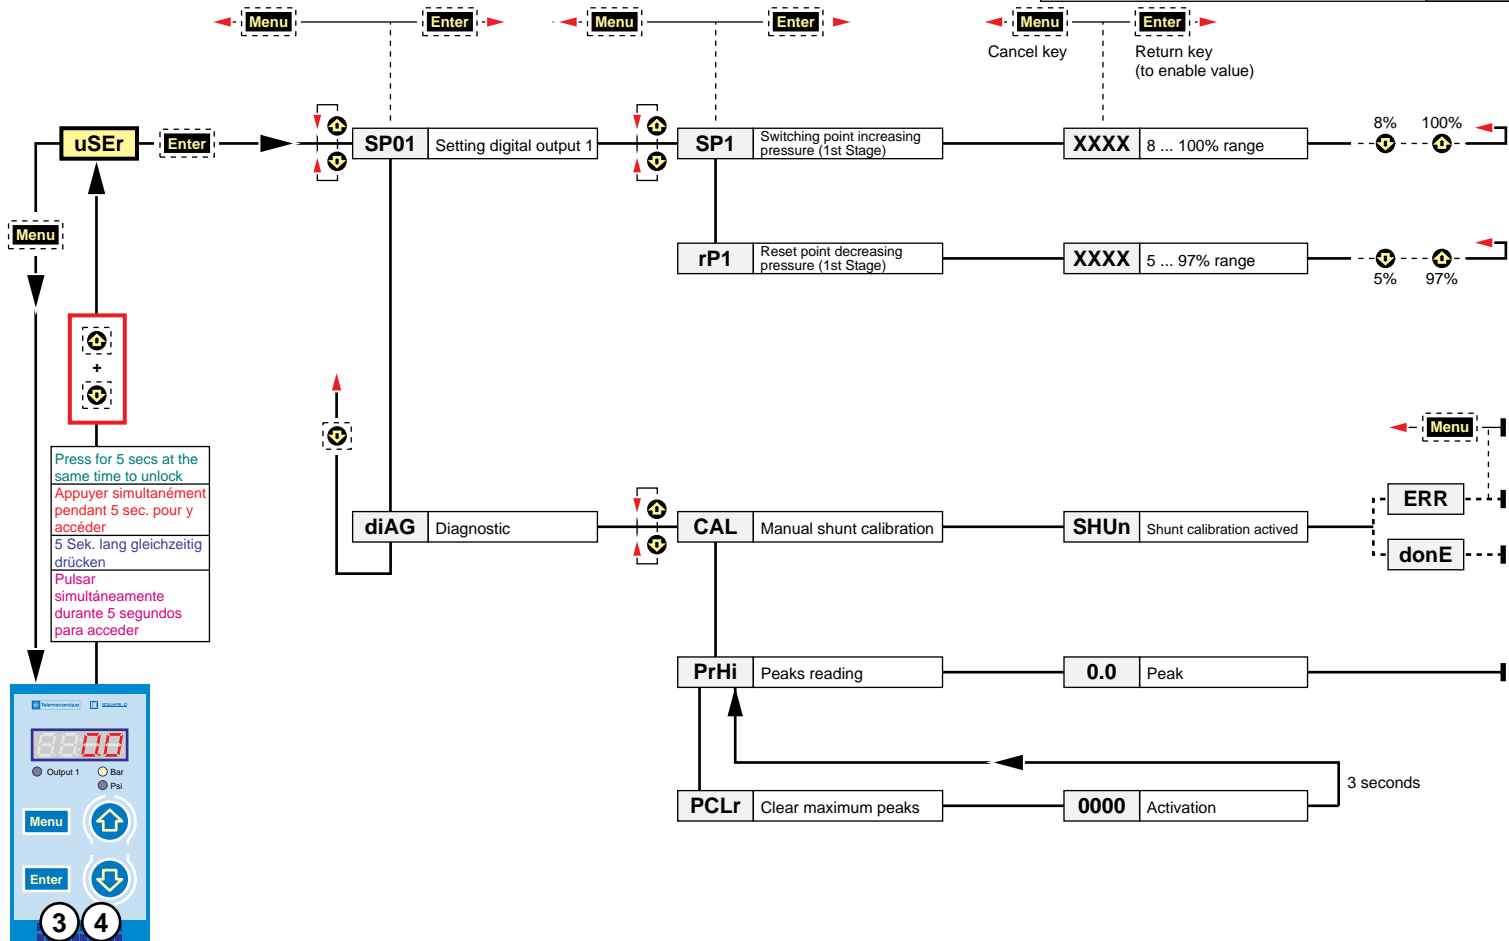 Menu
Enter
Menu
Enter
Menu
Enter
Cancel key
Return key
(to enable value)
uSEr
Enter
SP01
Setting digital output 1
SP1
Switching point increasing
pressure (1st Stage)
XXXX
8 ... 100% range
8%
100%
Menu
rP1
Reset point decreasing
pressure (1st Stage)
XXXX
5 ... 97% range
5%
97%
+
Press for 5 secs at the
same time to unlock
Appuyer simultanément
pendant 5 sec. pour y
accéder
5 Sek. lang gleichzeitig
drücken
Pulsar
simultáneamente
durante 5 segundos
para acceder
Menu
ERR
diAG
Diagnostic
CAL
Manual shunt calibration
SHUn
Shunt calibration actived
donE
PrHi
Peaks reading
0.0
Peak
3 seconds
PCLr
Clear maximum peaks
0000
Activation
Telemecanique
SQUARE D
0.0
Output 1
Bar
Psi
Menu
Enter
3
4